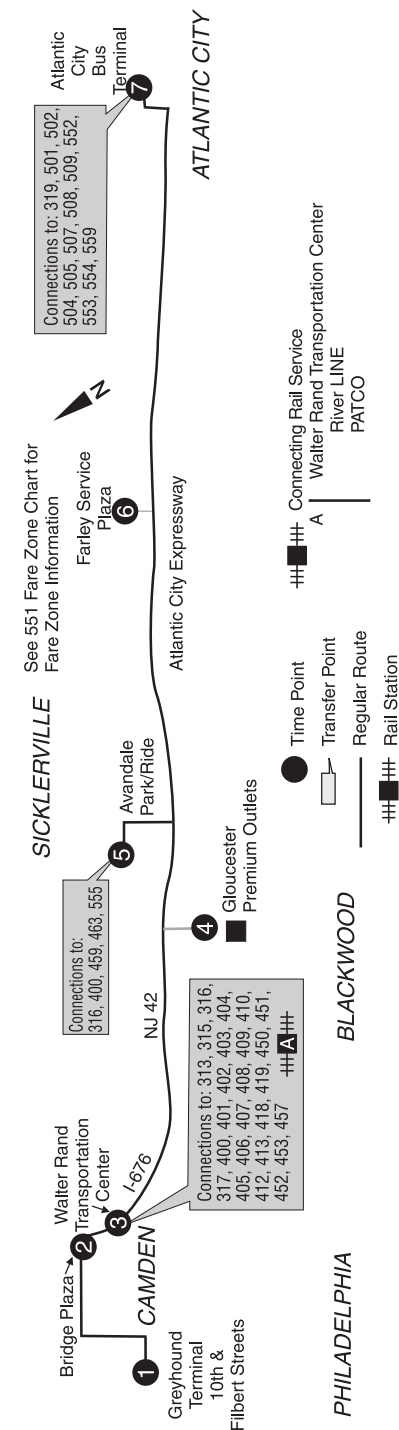 Greyhound
Terminal
10th &
Filbert Streets
1
Bridge Plaza
2
Walter Rand
Transportation
Center
3
I-676
CAMDEN
PHILADELPHIA
Connections to: 313, 315, 316,
317, 400, 401, 402, 403, 404,
405, 406, 407, 408, 409, 410,
412, 413, 418, 419, 450, 451,
452, 453, 457
A
NJ 42
BLACKWOOD
4
Gloucester
Premium Outlets
Connections to:
316, 400, 459, 463, 555
5
Avandale
Park/Ride
SICKLERVILLE
See 551 Fare Zone Chart for
Fare Zone Information
Farley Service
Plaza
6
Atlantic City Expressway
N
Connections to: 319, 501, 502,
504, 505, 507, 508, 509, 552,
553, 554, 559
Atlantic
City
Bus
Terminal
7
ATLANTIC CITY
Time Point
Transfer Point
Regular Route
Rail Station
Connecting Rail Service
A
Walter Rand Transportation Center
River LINE
PATCO